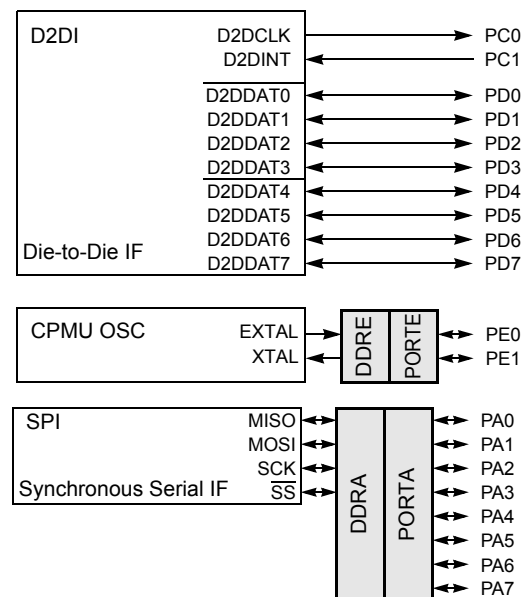 D2DI D2DCLK PC0
D2DINT PC1
D2DDAT0 PD0
D2DDAT1 PD1
D2DDAT2 PD2
D2DDAT3 PD3
D2DDAT4 PD4
D2DDAT5 PD5
D2DDAT6 PD6
Die-to-Die IF D2DDAT7 PD7
CPMU OSC EXTAL DDRE PORTE PE0
XTAL PE1
SPI MISO PA0
MOSI PA1
SCK PA2
Synchronous Serial IF SS DDRA PORTA PA3
PA4
PA5
PA6
PA7